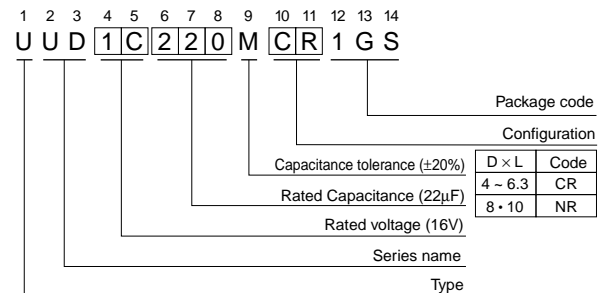 1 2 3 4 5 6 7 8 9 10 11 12 13 14
U U D 1 C 2 2 0 M C R 1 G S
Package code
Configuration
Capacitance tolerance (±20%)
D × L Code
4 ~ 6.3 CR
8 • 10 NR
Rated Capacitance (22µF)
Rated voltage (16V)
Series name
Type